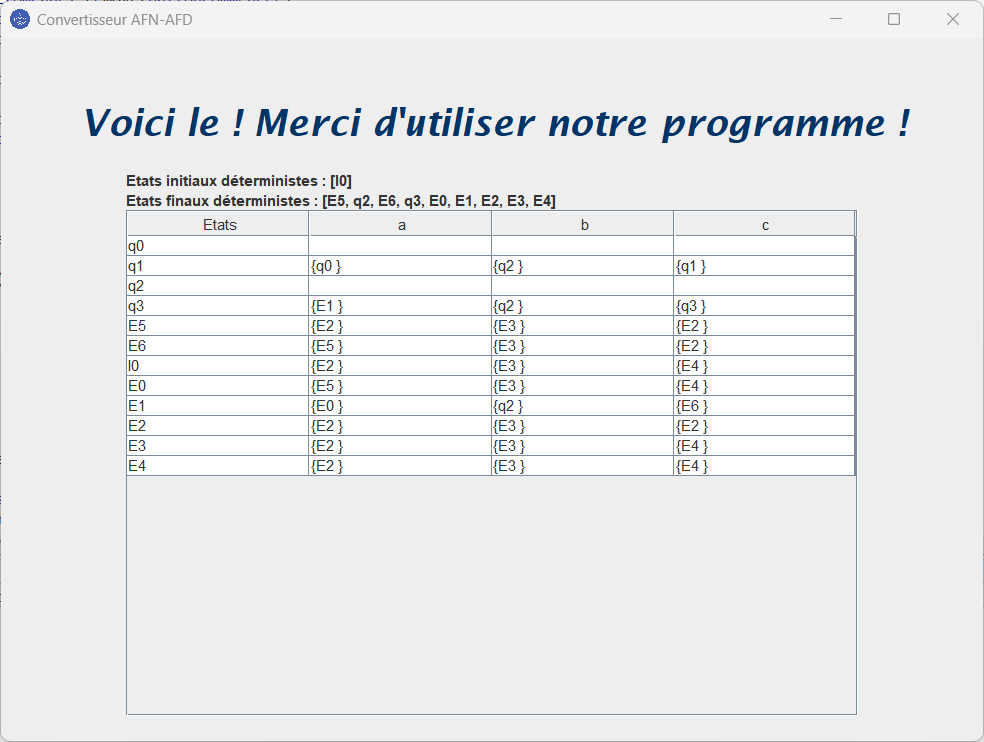 Convertisseur AFN-AFD
Voici le ! Merci d'utiliser notre programme !
Etats initiaux déterministes : [I0]
Etats finaux déterministes : [E5, q2, E6, q3, E0, E1, E2, E3, E4]
Etats a b c
q0
q1 {q0 } {q2 } {q1 }
q2
q3 {E1 } {q2 } {q3 }
E5 {E2 } {E3 } {E2 }
E6 {E5 } {E3 } {E2 }
I0 {E2 } {E3 } {E4 }
E0 {E5 } {E3 } {E4 }
E1 {E0 } {q2 } {E6 }
E2 {E2 } {E3 } {E2 }
E3 {E2 } {E3 } {E4 }
E4 {E2 } {E3 } {E4 }